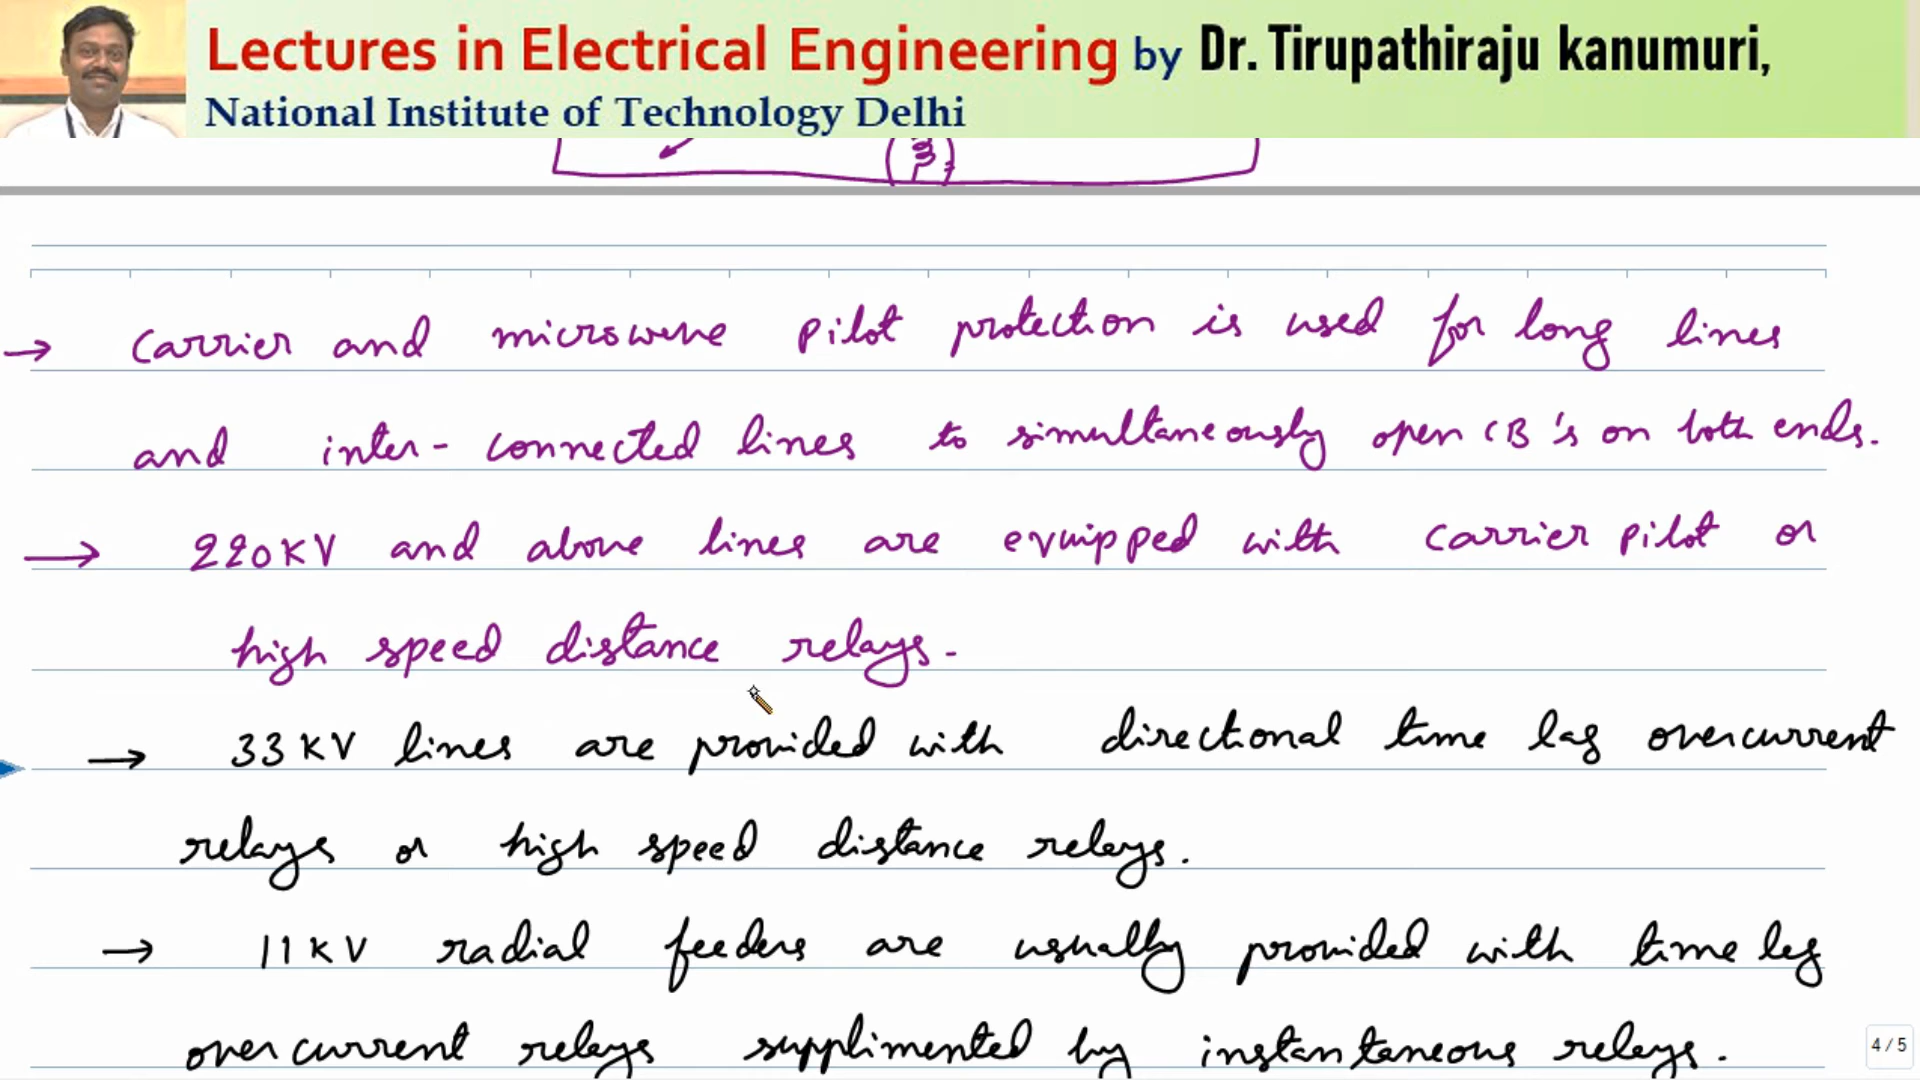 Lectures in Electrical Engineering by Dr. Tirupathiraju kanumuri,
National Institute of Technology Delhi
→ Carrier and microwave pilot protection is used for long lines
and inter-connected lines to simultaneously open CB's on both ends.
→ 220KV and above lines are equipped with carrier pilot or
high speed distance relays.
→ 33KV lines are provided with directional time lag overcurrent
relays or high speed distance relays.
→ 11KV radial feeders are usually provided with time lag
overcurrent relays supplimented by instantaneous relays.
4/5